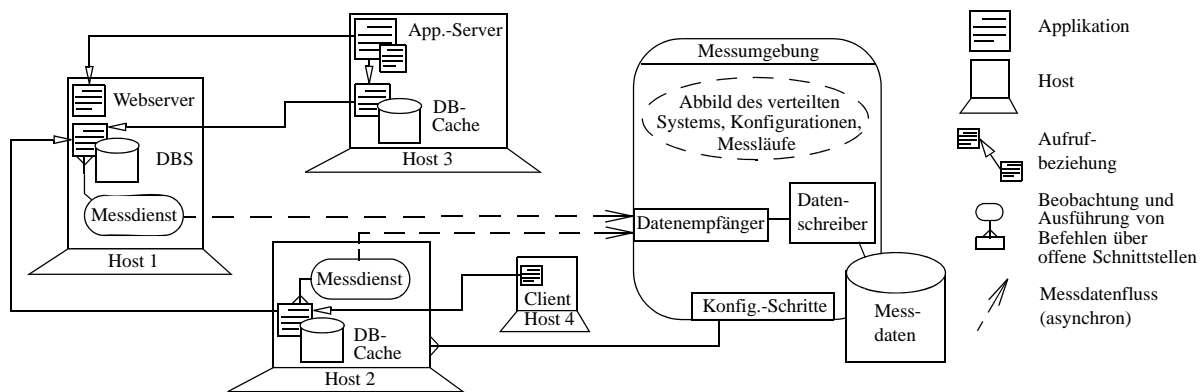 Webserver
DBS
Messdienst
Host 1
App.-Server
DB-
Cache
Host 3
Messdienst
DB-
Cache
Host 2
Client
Host 4
Messumgebung
Abbild des verteilten
Systems, Konfigurationen,
Messläufe
Datenempfänger
Daten-
schreiber
Konfig.-Schritte
Mess-
daten
Applikation
Host
Aufruf-
beziehung
Beobachtung und
Ausführung von
Befehlen über
offene Schnittstellen
Messdatenfluss
(asynchron)